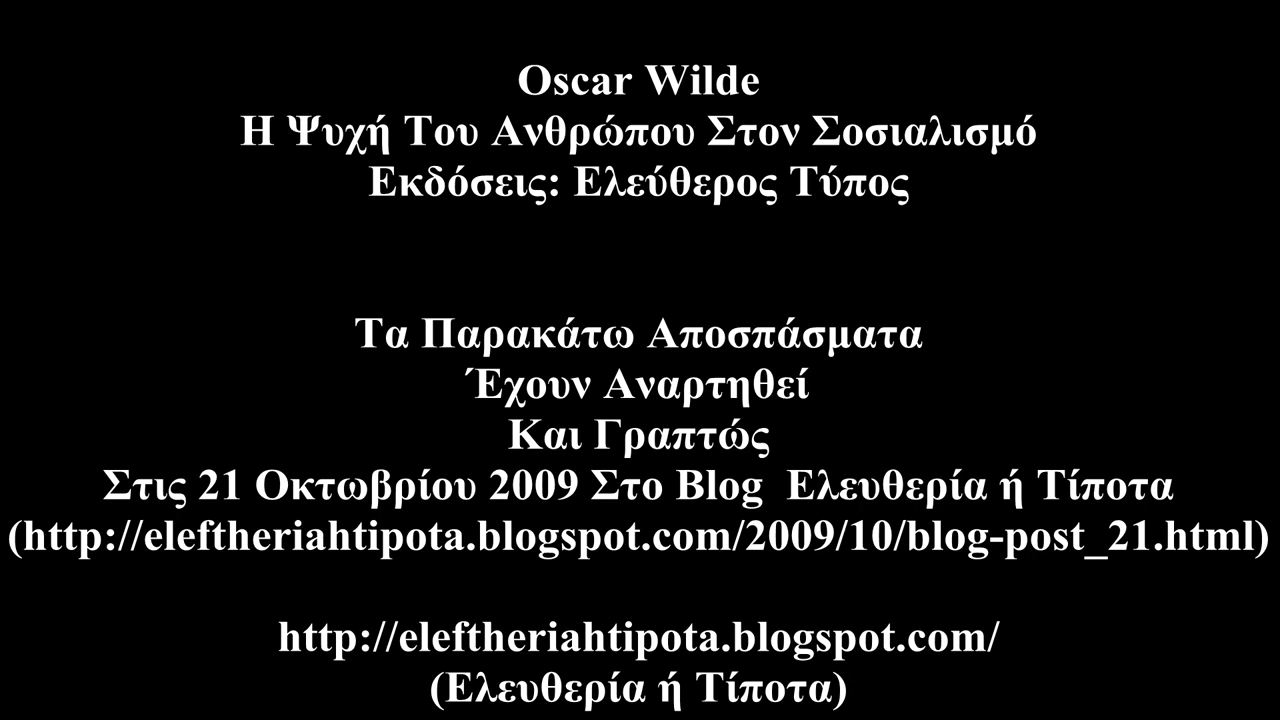 Oscar Wilde
Η Ψυχή Του Ανθρώπου Στον Σοσιαλισμό
Εκδόσεις: Ελεύθερος Τύπος
Τα Παρακάτω Αποσπάσματα
Έχουν Αναρτηθεί
Και Γραπτώς
Στις 21 Οκτωβρίου 2009 Στο Blog  Ελευθερία ή Τίποτα
(http://eleftheriahtipota.blogspot.com/2009/10/blog-post_21.html)
http://eleftheriahtipota.blogspot.com/
(Ελευθερία ή Τίποτα)